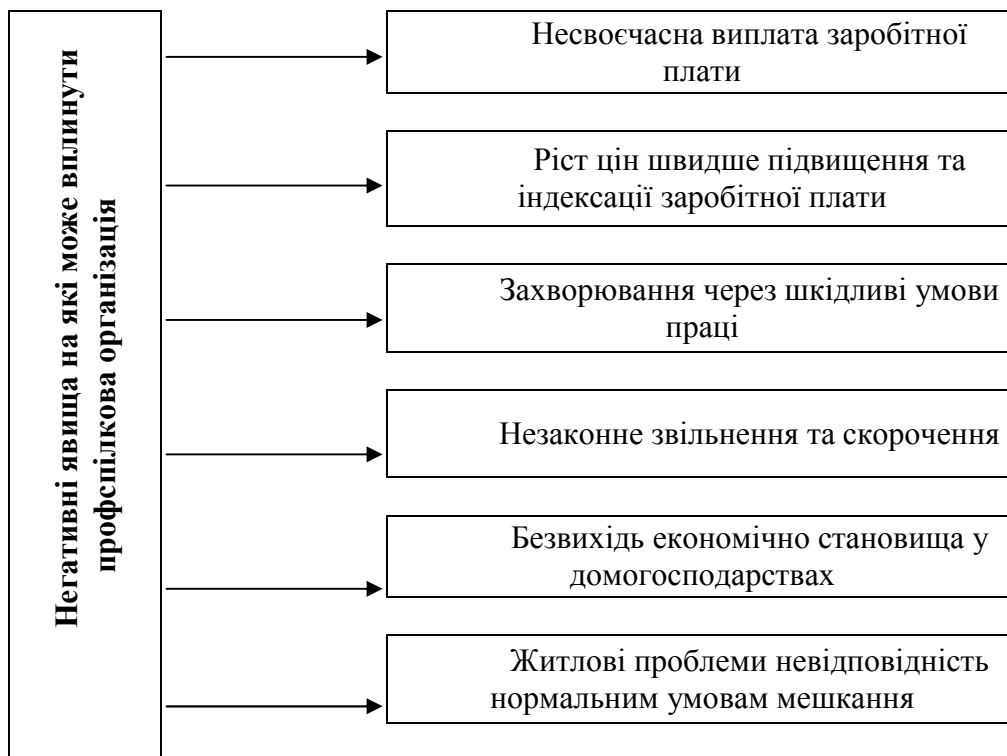 Негативні явища на які може вплинути
профспілкова організація
Несвоєчасна виплата заробітної
плати
Ріст цін швидше підвищення та
індексації заробітної плати
Захворювання через шкідливі умови
праці
Незаконне звільнення та скорочення
Безвихідь економічно становища у
домогосподарствах
Житлові проблеми невідповідність
нормальним умовам мешкання